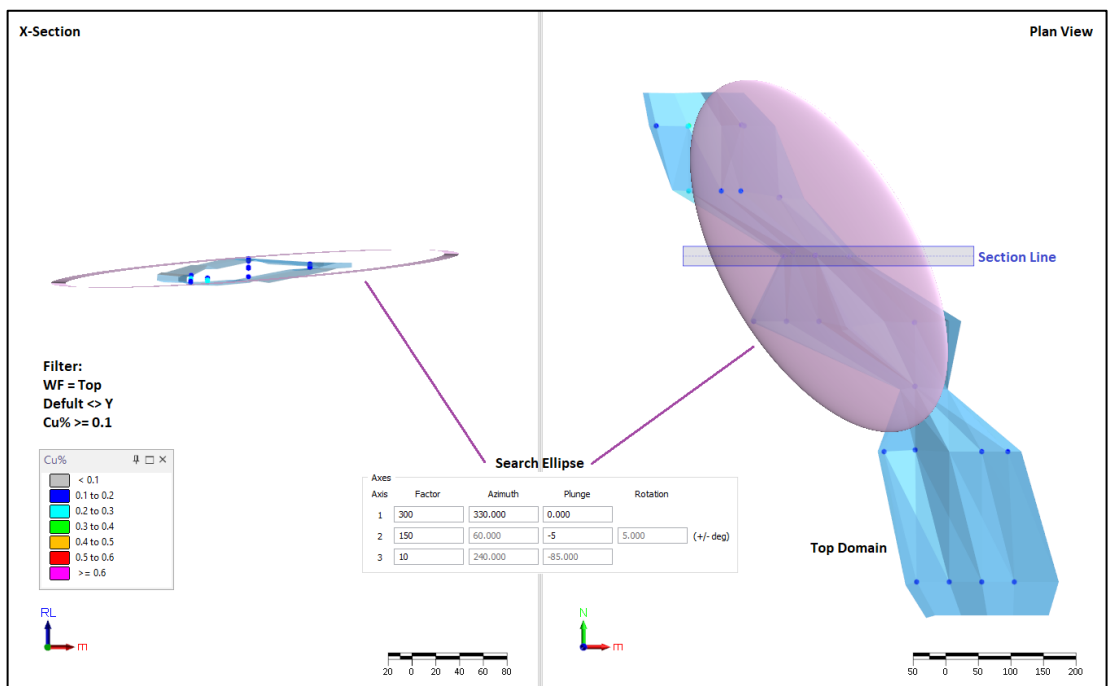 X-Section
Plan View
Section Line
Filter:
WF = Top
Defult <> Y
Cu% >= 0.1
Cu%
< 0.1
0.1 to 0.2
0.2 to 0.3
0.3 to 0.4
0.4 to 0.5
0.5 to 0.6
>= 0.6
Search Ellipse
Axes
Axis Factor Azimuth Plunge Rotation
1 300 330.000 0.000
2 150 60.000 -5 5.000 (+/- deg)
3 10 240.000 -85.000
Top Domain
RL
E
20 0 20 40 60 80
N
E
50 0 50 100 150 200